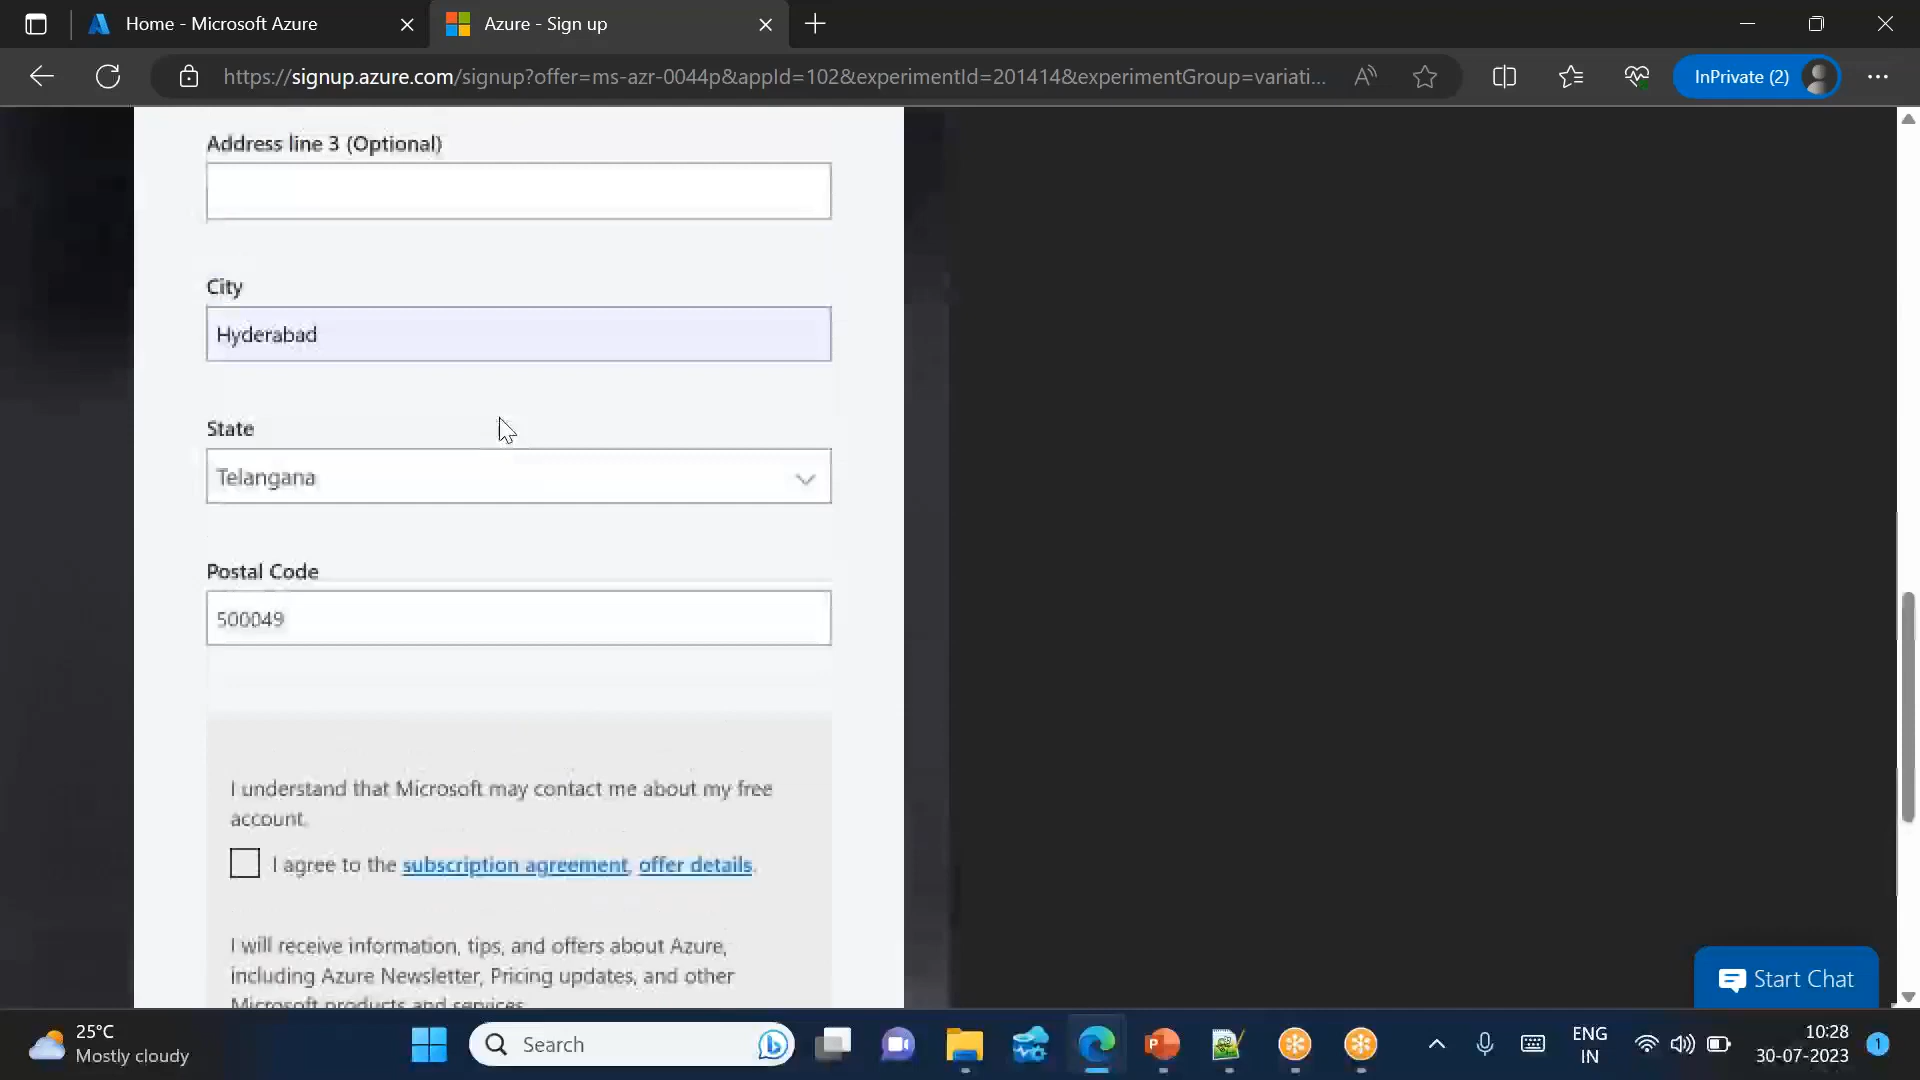 Home - Microsoft Azure
Azure - Sign up
https://signup.azure.com/signup?offer=ms-azr-0044p&appId=102&experimentId=201414&experimentGroup=variati...
InPrivate (2)
Address line 3 (Optional)
City
Hyderabad
State
Telangana
Postal Code
500049
I understand that Microsoft may contact me about my free
account.
I agree to the subscription agreement, offer details.
I will receive information, tips, and offers about Azure,
including Azure Newsletter, Pricing updates, and other
Microsoft products and services.
Start Chat
25°C
Mostly cloudy
Search
ENG
IN
10:28
30-07-2023
1